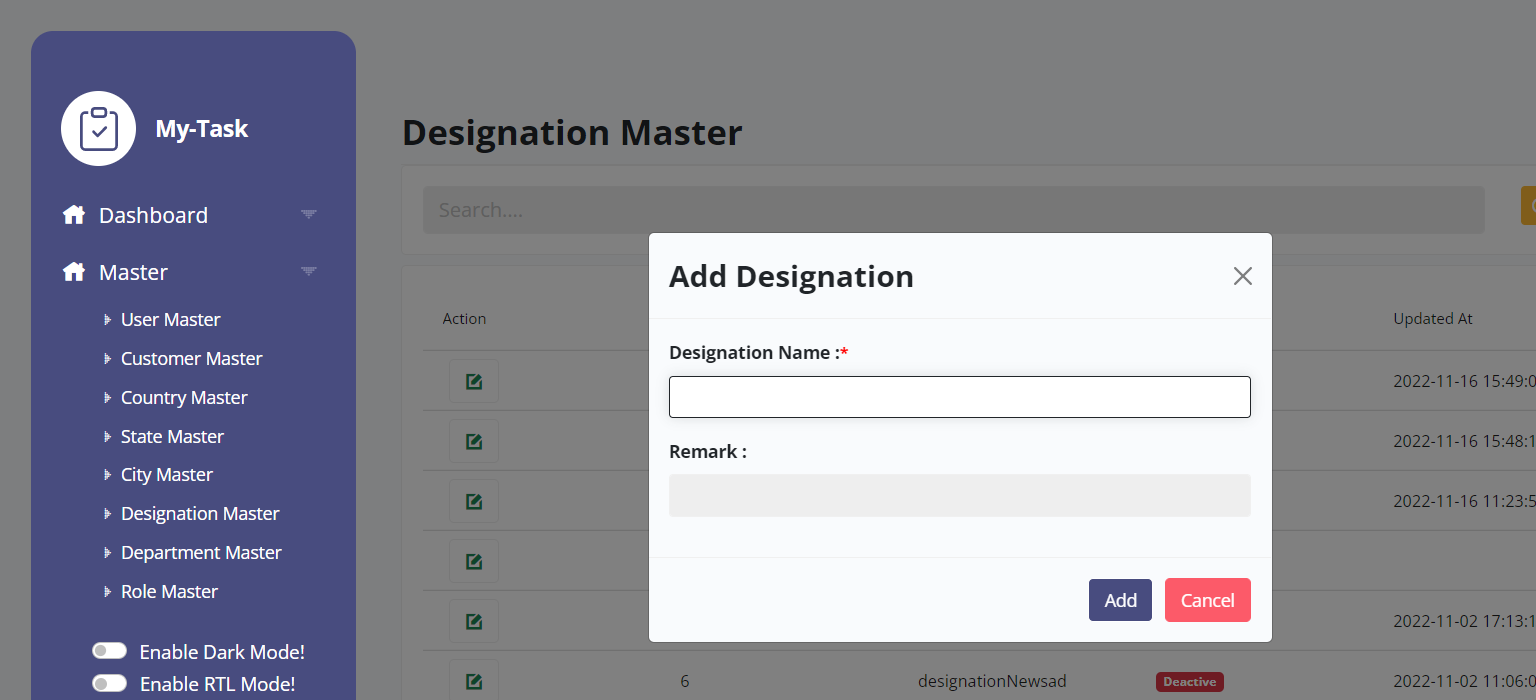 My-Task
Dashboard
Master
User Master
Customer Master
Country Master
State Master
City Master
Designation Master
Department Master
Role Master
Enable Dark Mode!
Enable RTL Mode!
Designation Master
Search....
Action
Updated At
2022-11-16 15:49:0
2022-11-16 15:48:1
2022-11-16 11:23:5
2022-11-02 17:13:1
6 designationNewsad Deactive 2022-11-02 11:06:0
Add Designation
Designation Name :*
Remark :
Add Cancel